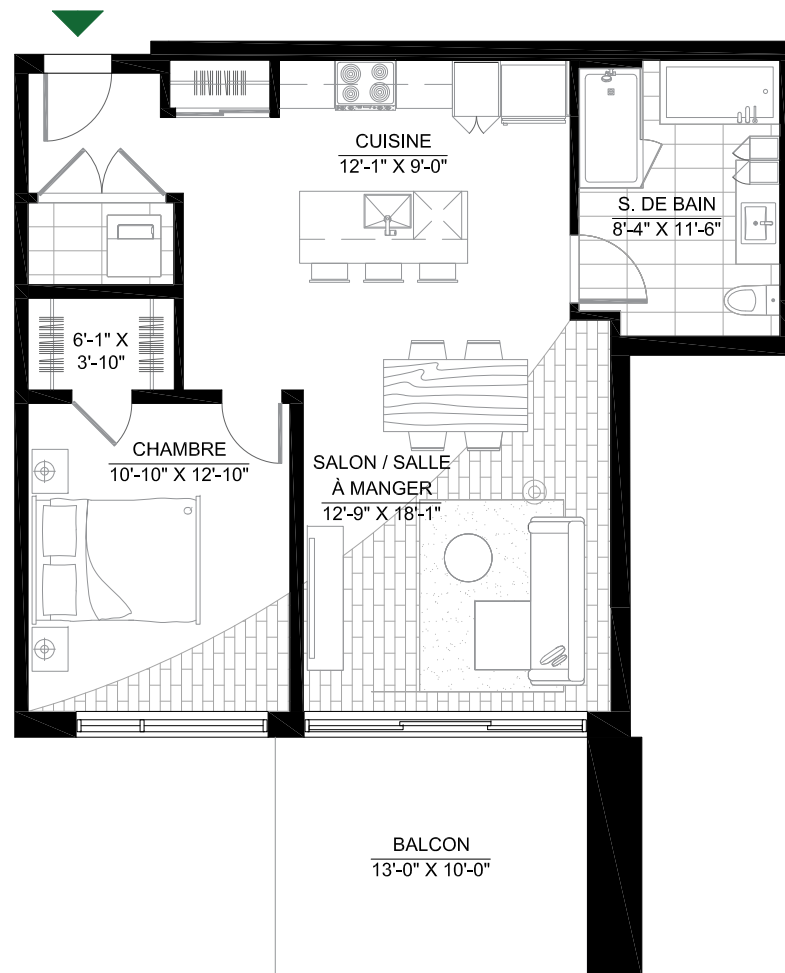 CUISINE
12'-1" X 9'-0"
S. DE BAIN
8'-4" X 11'-6"
6'-1" X
3'-10"
CHAMBRE
10'-10" X 12'-10"
SALON / SALLE
À MANGER
12'-9" X 18'-1"
BALCON
13'-0" X 10'-0"